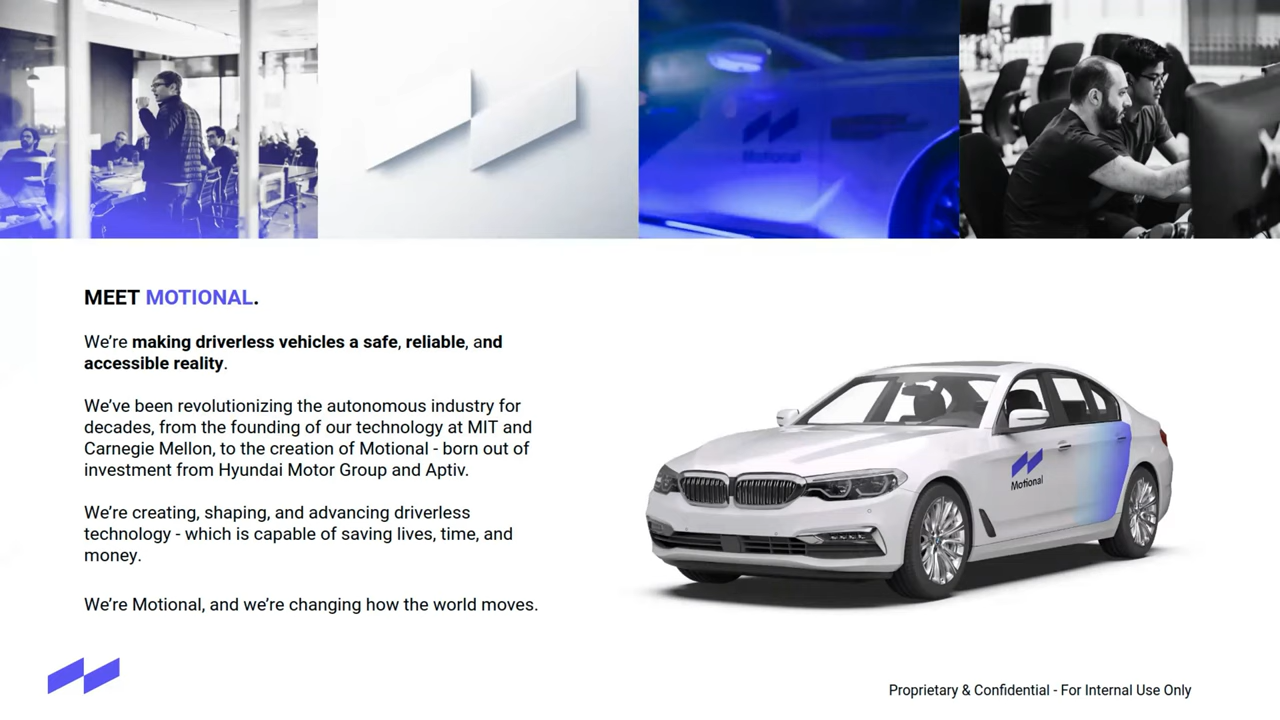 Motional
MEET MOTIONAL.
We’re making driverless vehicles a safe, reliable, and
accessible reality.
We’ve been revolutionizing the autonomous industry for
decades, from the founding of our technology at MIT and
Carnegie Mellon, to the creation of Motional - born out of
investment from Hyundai Motor Group and Aptiv.
We’re creating, shaping, and advancing driverless
technology - which is capable of saving lives, time, and
money.
We’re Motional, and we’re changing how the world moves.
Motional
Proprietary & Confidential - For Internal Use Only